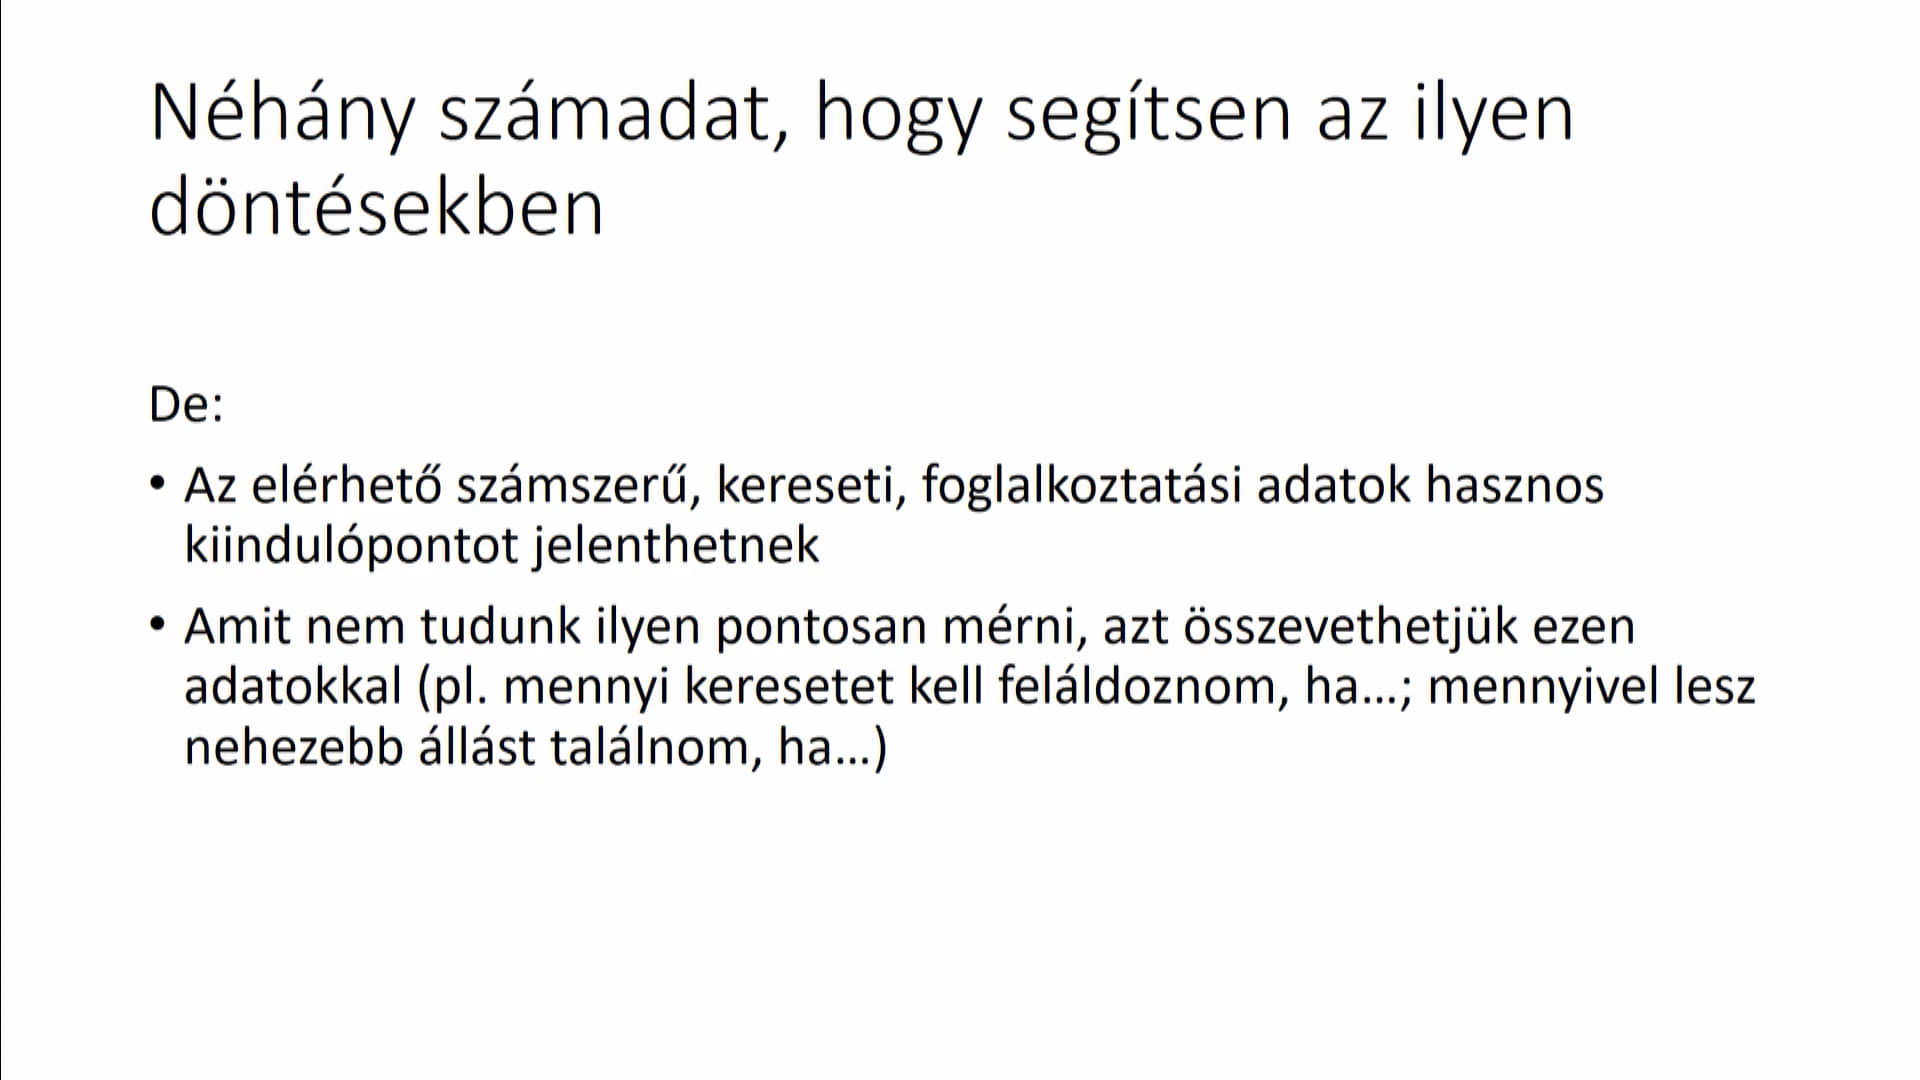 Néhány számadat, hogy segítsen az ilyen
döntésekben
De:
• Az elérhető számszerű, kereseti, foglalkoztatási adatok hasznos
kiindulópontot jelenthetnek
• Amit nem tudunk ilyen pontosan mérni, azt összevethetjük ezen
adatokkal (pl. mennyi keresetet kell feláldoznom, ha...; mennyivel lesz
nehezebb állást találnom, ha...)